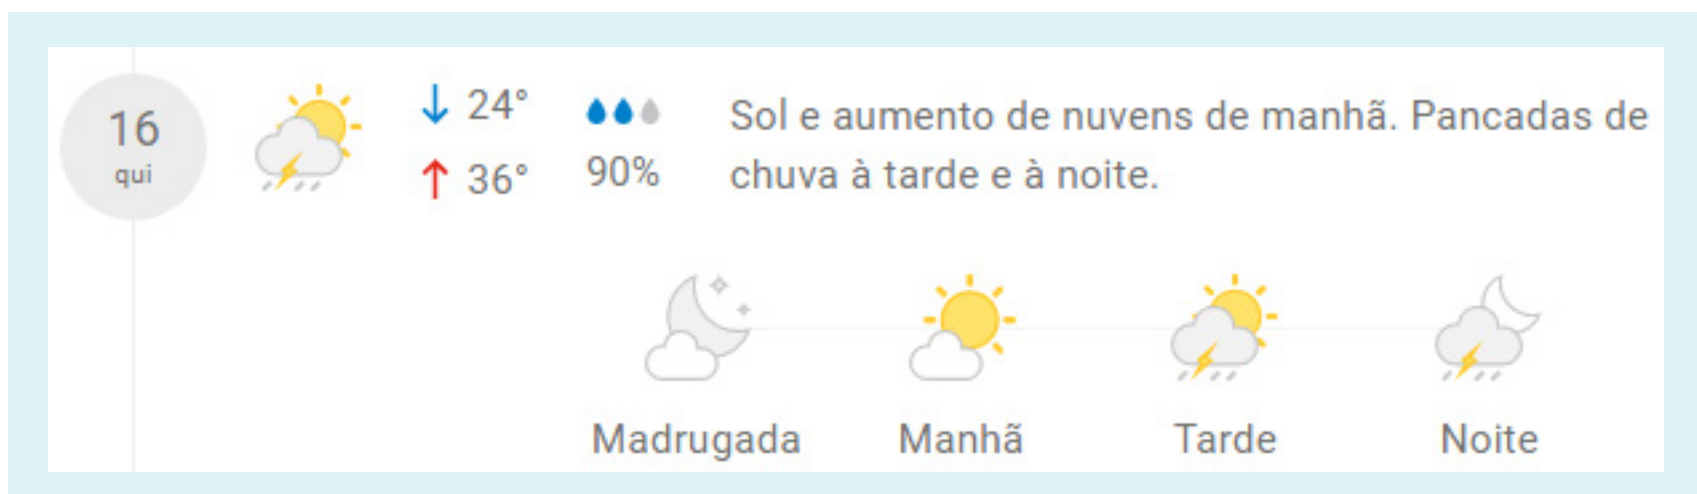 16
qui
24°
36°
90%
Sol e aumento de nuvens de manhã. Pancadas de
chuva à tarde e à noite.
Madrugada
Manhã
Tarde
Noite